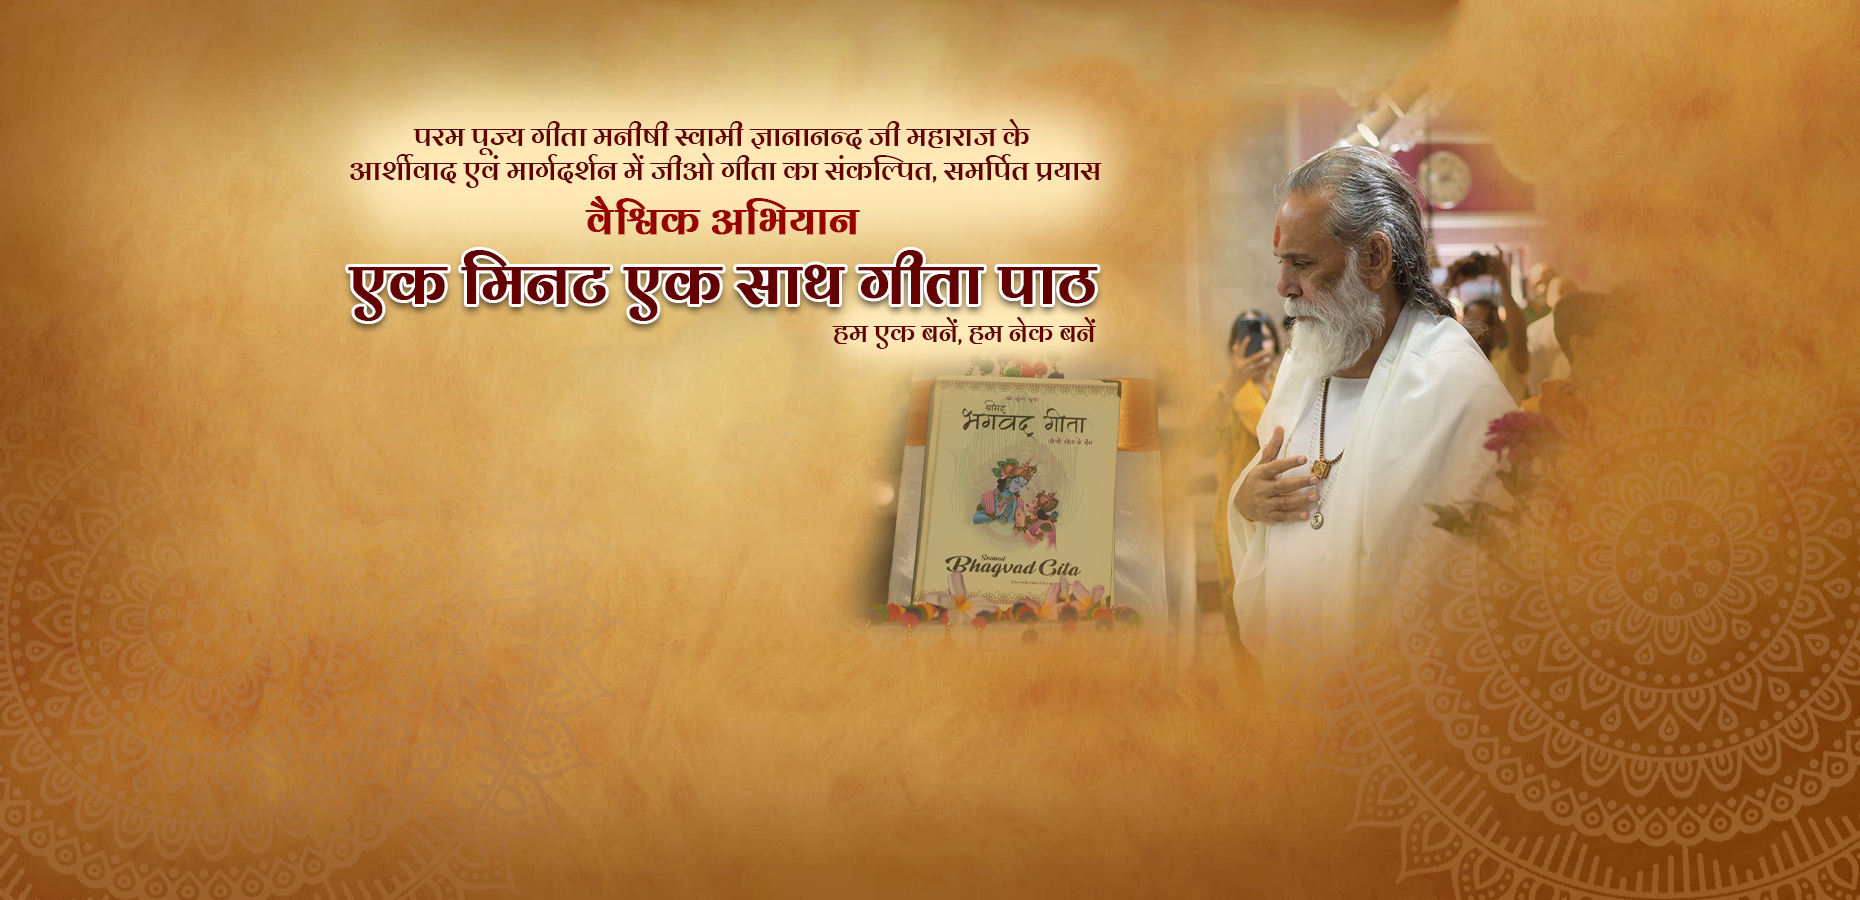 परम पूज्य गीता मनीषी स्वामी ज्ञानानन्द जी महाराज के
आर्शीवाद एवं मार्गदर्शन में जीओ गीता का संकल्पित, समर्पित प्रयास
वैश्विक अभियान
एक मिनट एक साथ गीता पाठ
हम एक बनें, हम नेक बनें
श्रीमद्
भगवद् गीता
Srimad
Bhagvad Gita